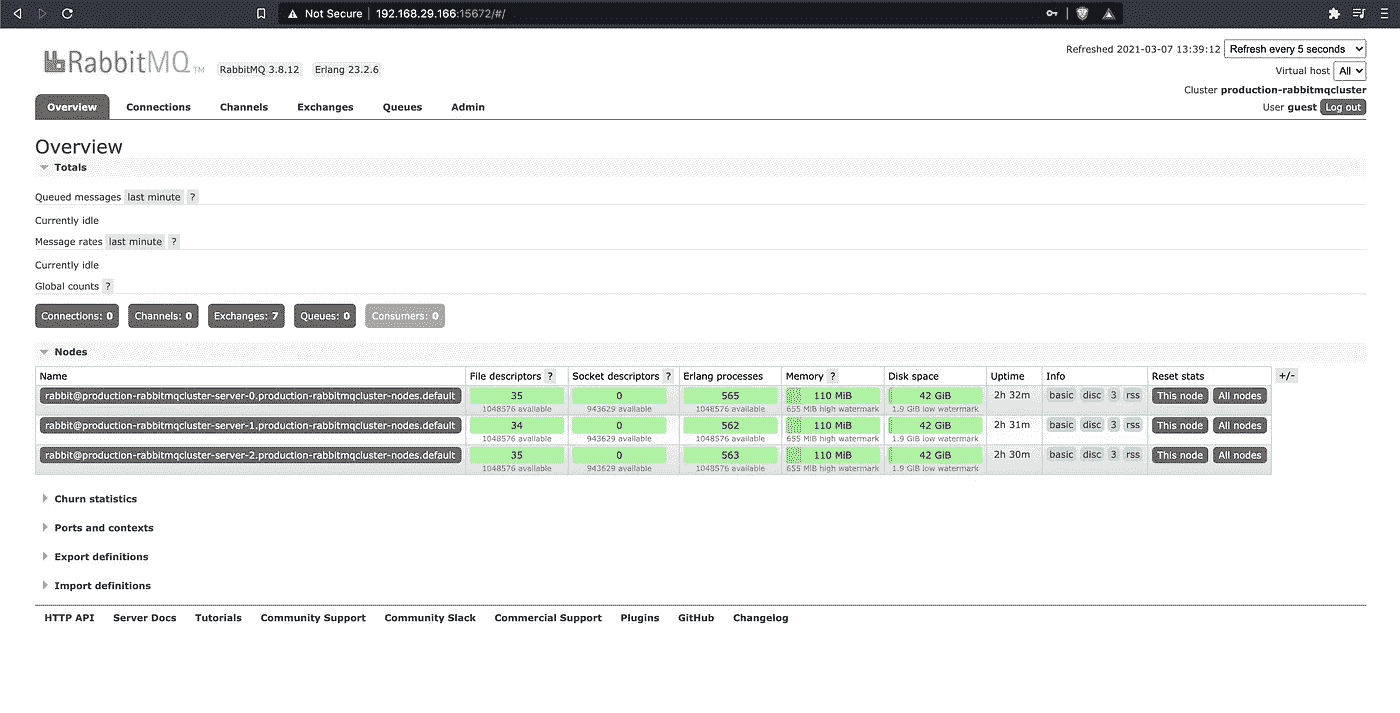 Not Secure 192.168.29.166:15672/#/
RabbitMQ TM RabbitMQ 3.8.12 Erlang 23.2.6
Refreshed 2021-03-07 13:39:12 Refresh every 5 seconds
Virtual host All
Cluster production-rabbitmqcluster
User guest Log out
Overview Connections Channels Exchanges Queues Admin
Overview
Totals
Queued messages last minute ?
Currently idle
Message rates last minute ?
Currently idle
Global counts ?
Connections: 0 Channels: 0 Exchanges: 7 Queues: 0 Consumers: 0
Nodes
Name File descriptors ? Socket descriptors ? Erlang processes Memory ? Disk space Uptime Info Reset stats +/-
rabbit@production-rabbitmqcluster-server-0.production-rabbitmqcluster-nodes.default 35 0 565 110 MiB 42 GiB 2h 32m basic disc 3 rss This node All nodes
1048576 available 943629 available 1048576 available 655 MiB high watermark 1.9 GiB low watermark
rabbit@production-rabbitmqcluster-server-1.production-rabbitmqcluster-nodes.default 34 0 562 110 MiB 42 GiB 2h 31m basic disc 3 rss This node All nodes
1048576 available 943629 available 1048576 available 655 MiB high watermark 1.9 GiB low watermark
rabbit@production-rabbitmqcluster-server-2.production-rabbitmqcluster-nodes.default 35 0 563 110 MiB 42 GiB 2h 30m basic disc 3 rss This node All nodes
1048576 available 943629 available 1048576 available 655 MiB high watermark 1.9 GiB low watermark
Churn statistics
Ports and contexts
Export definitions
Import definitions
HTTP API Server Docs Tutorials Community Support Community Slack Commercial Support Plugins GitHub Changelog